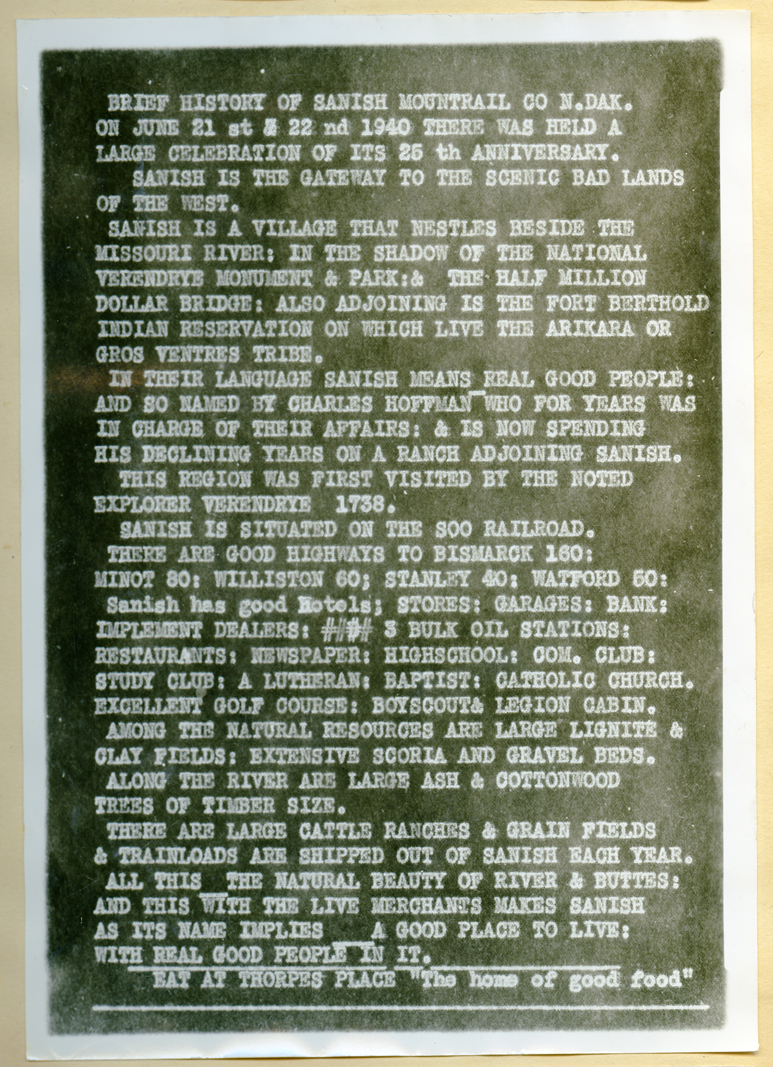 BRIEF HISTORY OF SANISH MOUNTRAIL CO N.DAK.
ON JUNE 21 st & 22 nd 1940 THERE WAS HELD A
LARGE CELEBRATION OF ITS 25 th ANNIVERSARY.
SANISH IS THE GATEWAY TO THE SCENIC BAD LANDS
OF THE WEST.
SANISH IS A VILLAGE THAT NESTLES BESIDE THE
MISSOURI RIVER: IN THE SHADOW OF THE NATIONAL
VERENDRYE MONUMENT & PARK:& THE HALF MILLION
DOLLAR BRIDGE: ALSO ADJOINING IS THE FORT BERTHOLD
INDIAN RESERVATION ON WHICH LIVE THE ARIKARA OR
GROS VENTRES TRIBE.
IN THEIR LANGUAGE SANISH MEANS REAL GOOD PEOPLE:
AND SO NAMED BY CHARLES HOFFMAN WHO FOR YEARS WAS
IN CHARGE OF THEIR AFFAIRS: & IS NOW SPENDING
HIS DECLINING YEARS ON A RANCH ADJOINING SANISH.
THIS REGION WAS FIRST VISITED BY THE NOTED
EXPLORER VERENDRYE 1738.
SANISH IS SITUATED ON THE SOO RAILROAD.
THERE ARE GOOD HIGHWAYS TO BISMARCK 160:
MINOT 80: WILLISTON 60; STANLEY 40: WATFORD 50:
Sanish has good Hotels; STORES: GARAGES: BANK:
IMPLEMENT DEALERS: #### 3 BULK OIL STATIONS:
RESTAURANTS: NEWSPAPER: HIGHSCHOOL: COM. CLUB:
STUDY CLUB: A LUTHERAN: BAPTIST: CATHOLIC CHURCH.
EXCELLENT GOLF COURSE: BOYSCOUT& LEGION CABIN.
AMONG THE NATURAL RESOURCES ARE LARGE LIGNITE &
CLAY FIELDS; EXTENSIVE SCORIA AND GRAVEL BEDS.
ALONG THE RIVER ARE LARGE ASH & COTTONWOOD
TREES OF TIMBER SIZE.
THERE ARE LARGE CATTLE RANCHES & GRAIN FIELDS
& TRAINLOADS ARE SHIPPED OUT OF SANISH EACH YEAR.
ALL THIS THE NATURAL BEAUTY OF RIVER & BUTTES:
AND THIS WITH THE LIVE MERCHANTS MAKES SANISH
AS ITS NAME IMPLIES A GOOD PLACE TO LIVE:
WITH REAL GOOD PEOPLE IN IT.
EAT AT THORPES PLACE "The home of good food"